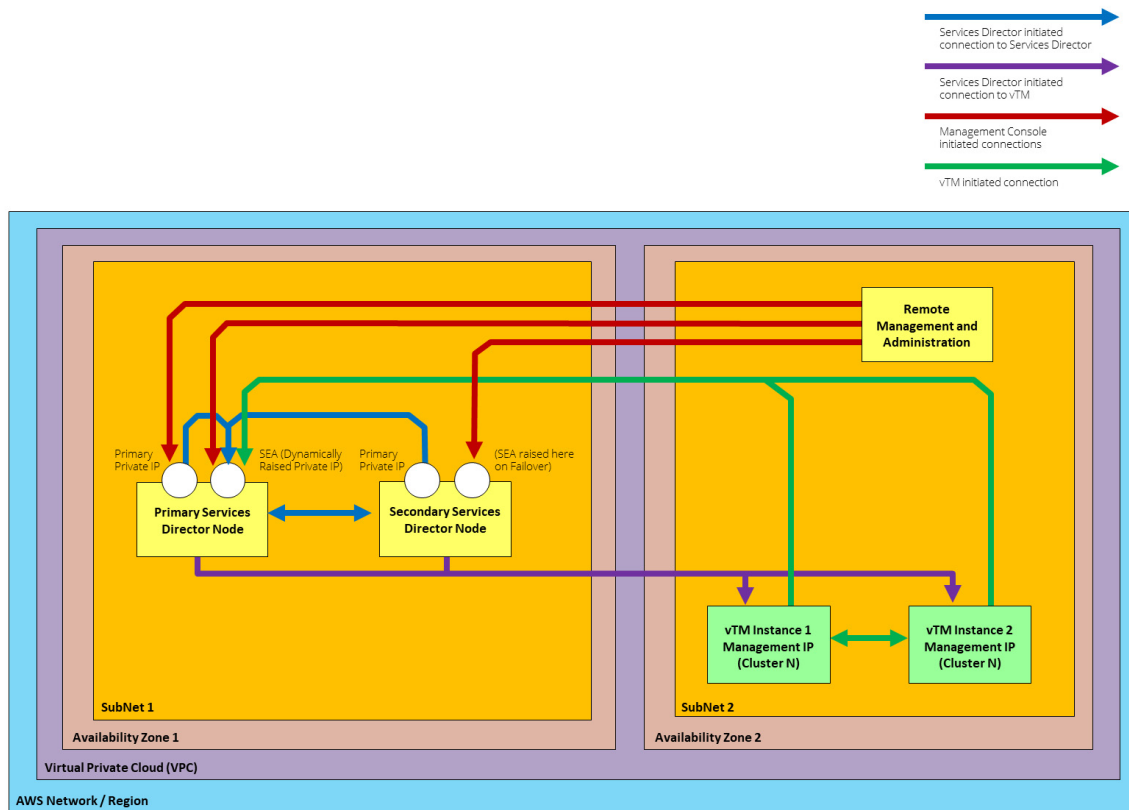 Services Director initiated
connection to Services Director
Services Director initiated
connection to vTM
Management Console
initiated connections
vTM initiated connection
Remote
Management and
Administration
Primary
Private IP
SEA (Dynamically
Raised Private IP)
Primary
Private IP
(SEA raised here
on Failover)
Primary Services
Director Node
Secondary Services
Director Node
vTM Instance 1
Management IP
(Cluster N)
vTM Instance 2
Management IP
(Cluster N)
SubNet 1
SubNet 2
Availability Zone 1
Availability Zone 2
Virtual Private Cloud (VPC)
AWS Network / Region